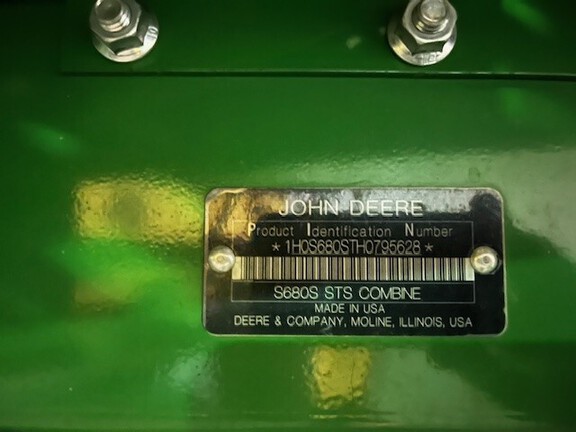 JOHN DEERE
Product Identification Number
*1H0S680STH0795628*
S680S STS COMBINE
MADE IN USA
DEERE & COMPANY, MOLINE, ILLINOIS, USA